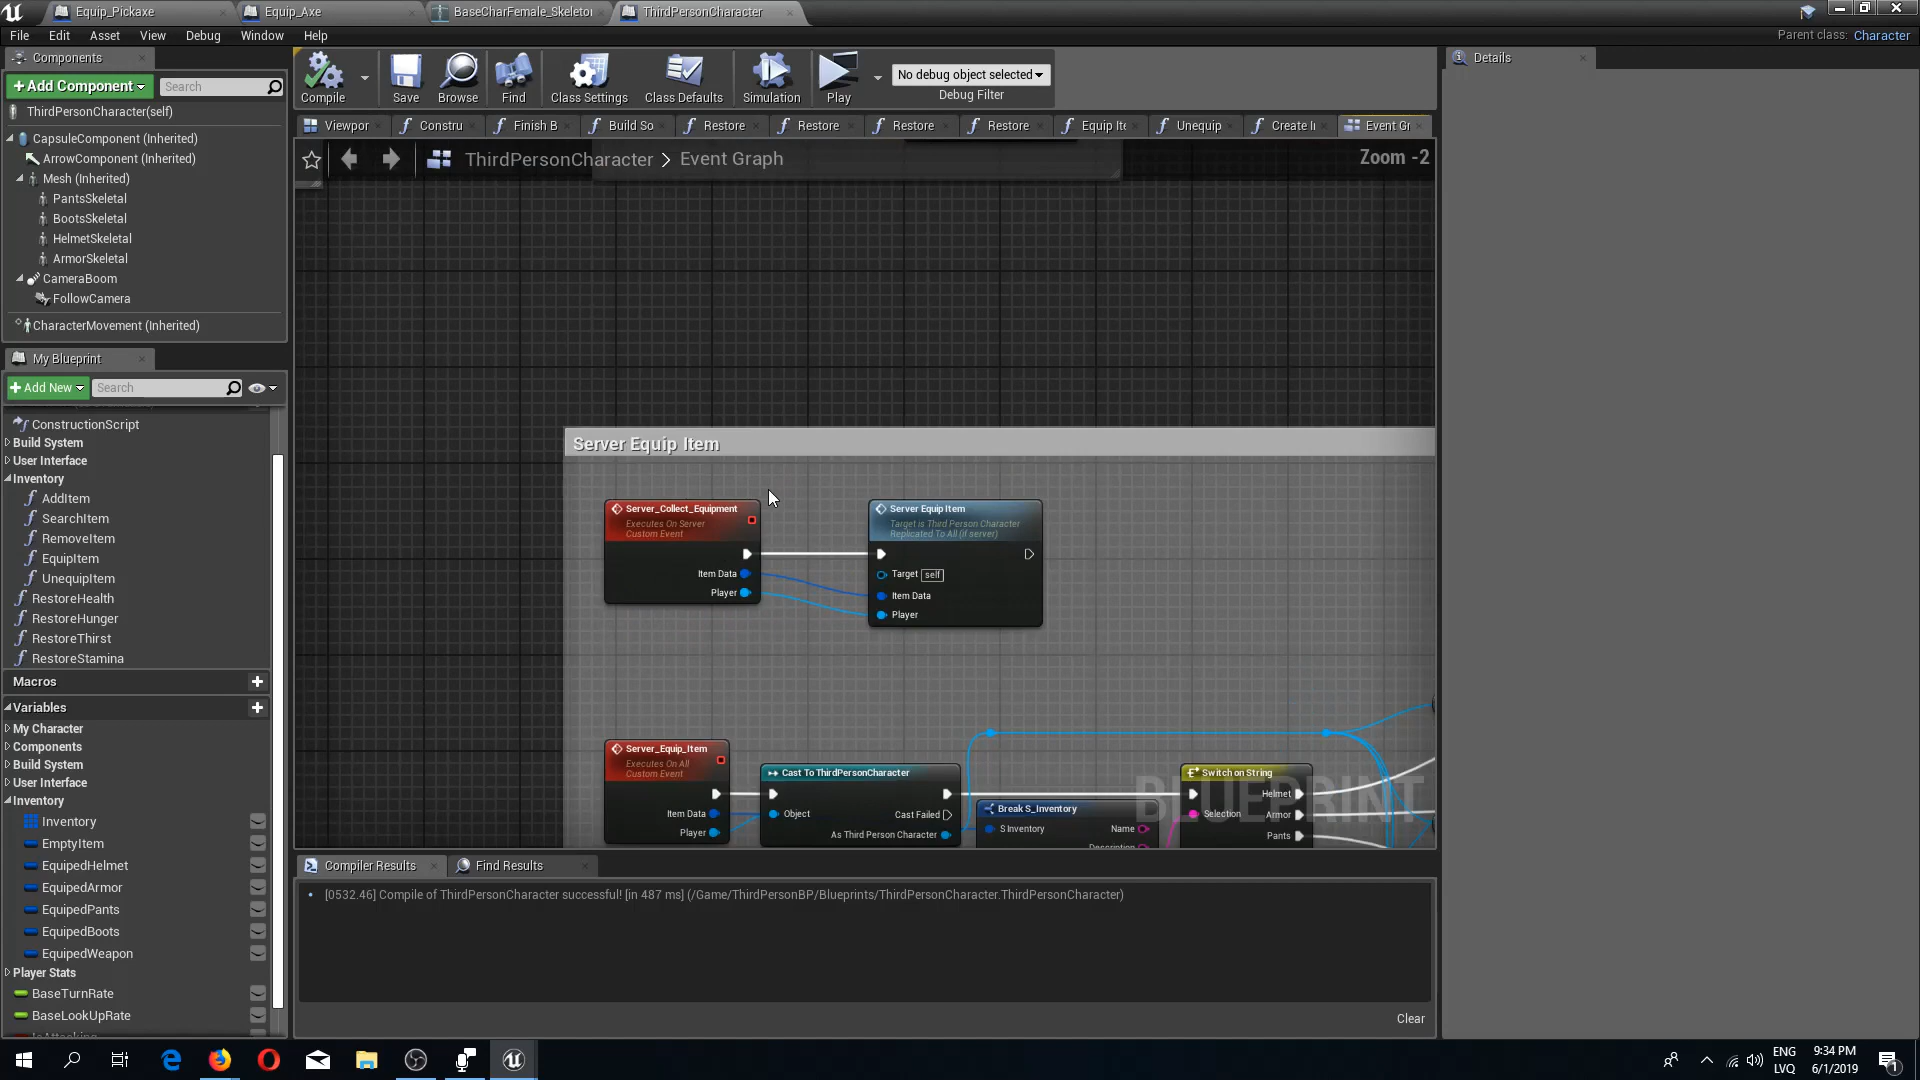 Equip_Pickaxe
Equip_Axe
BaseCharFemale_Skeleton
ThirdPersonCharacter
File Edit Asset View Debug Window Help
Parent class: Character
Components
+Add Component
Search
ThirdPersonCharacter(self)
CapsuleComponent (Inherited)
ArrowComponent (Inherited)
Mesh (Inherited)
PantsSkeletal
BootsSkeletal
HelmetSkeletal
ArmorSkeletal
CameraBoom
FollowCamera
CharacterMovement (Inherited)
My Blueprint
+Add New
Search
ConstructionScript
Build System
User Interface
Inventory
AddItem
SearchItem
RemoveItem
EquipItem
UnequipItem
RestoreHealth
RestoreHunger
RestoreThirst
RestoreStamina
Macros
Variables
My Character
Components
Build System
User Interface
Inventory
Inventory
EmptyItem
EquipedHelmet
EquipedArmor
EquipedPants
EquipedBoots
EquipedWeapon
Player Stats
BaseTurnRate
BaseLookUpRate
Compile
Save
Browse
Find
Class Settings
Class Defaults
Simulation
Play
No debug object selected
Debug Filter
Viewpor
Constru
Finish B
Build So
Restore
Restore
Restore
Restore
Equip Ite
Unequip
Create I
Event Gr
ThirdPersonCharacter > Event Graph
Zoom -2
Server Equip Item
Server_Collect_Equipment
Executes On Server
Custom Event
Item Data
Player
Server Equip Item
Target is Third Person Character
Replicated To All (if server)
Target self
Item Data
Player
Server_Equip_Item
Executes On All
Custom Event
Item Data
Player
Cast To ThirdPersonCharacter
Object
Cast Failed
As Third Person Character
Break S_Inventory
S Inventory
Name
Description
Switch on String
Helmet
Selection
Armor
Pants
BLUEPRINT
Compiler Results
Find Results
[0532.46] Compile of ThirdPersonCharacter successful! [in 487 ms] (/Game/ThirdPersonBP/Blueprints/ThirdPersonCharacter.ThirdPersonCharacter)
Clear
Details
ENG
LVQ
9:34 PM
6/1/2019
1